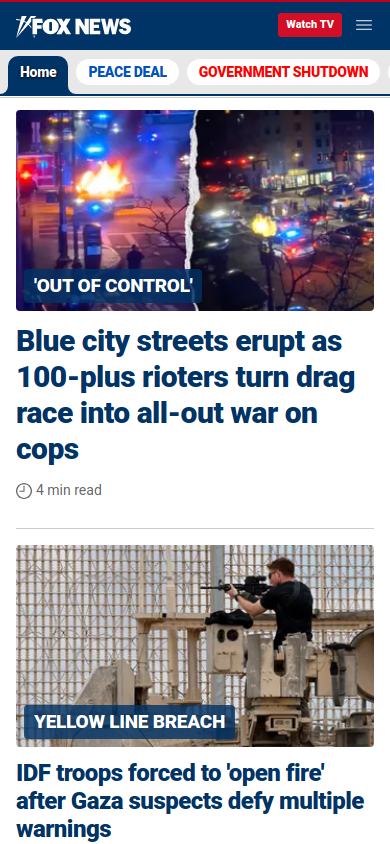 FOX NEWS
Watch TV
Home
PEACE DEAL
GOVERNMENT SHUTDOWN
'OUT OF CONTROL'
Blue city streets erupt as
100-plus rioters turn drag
race into all-out war on
cops
4 min read
YELLOW LINE BREACH
IDF troops forced to 'open fire'
after Gaza suspects defy multiple
warnings